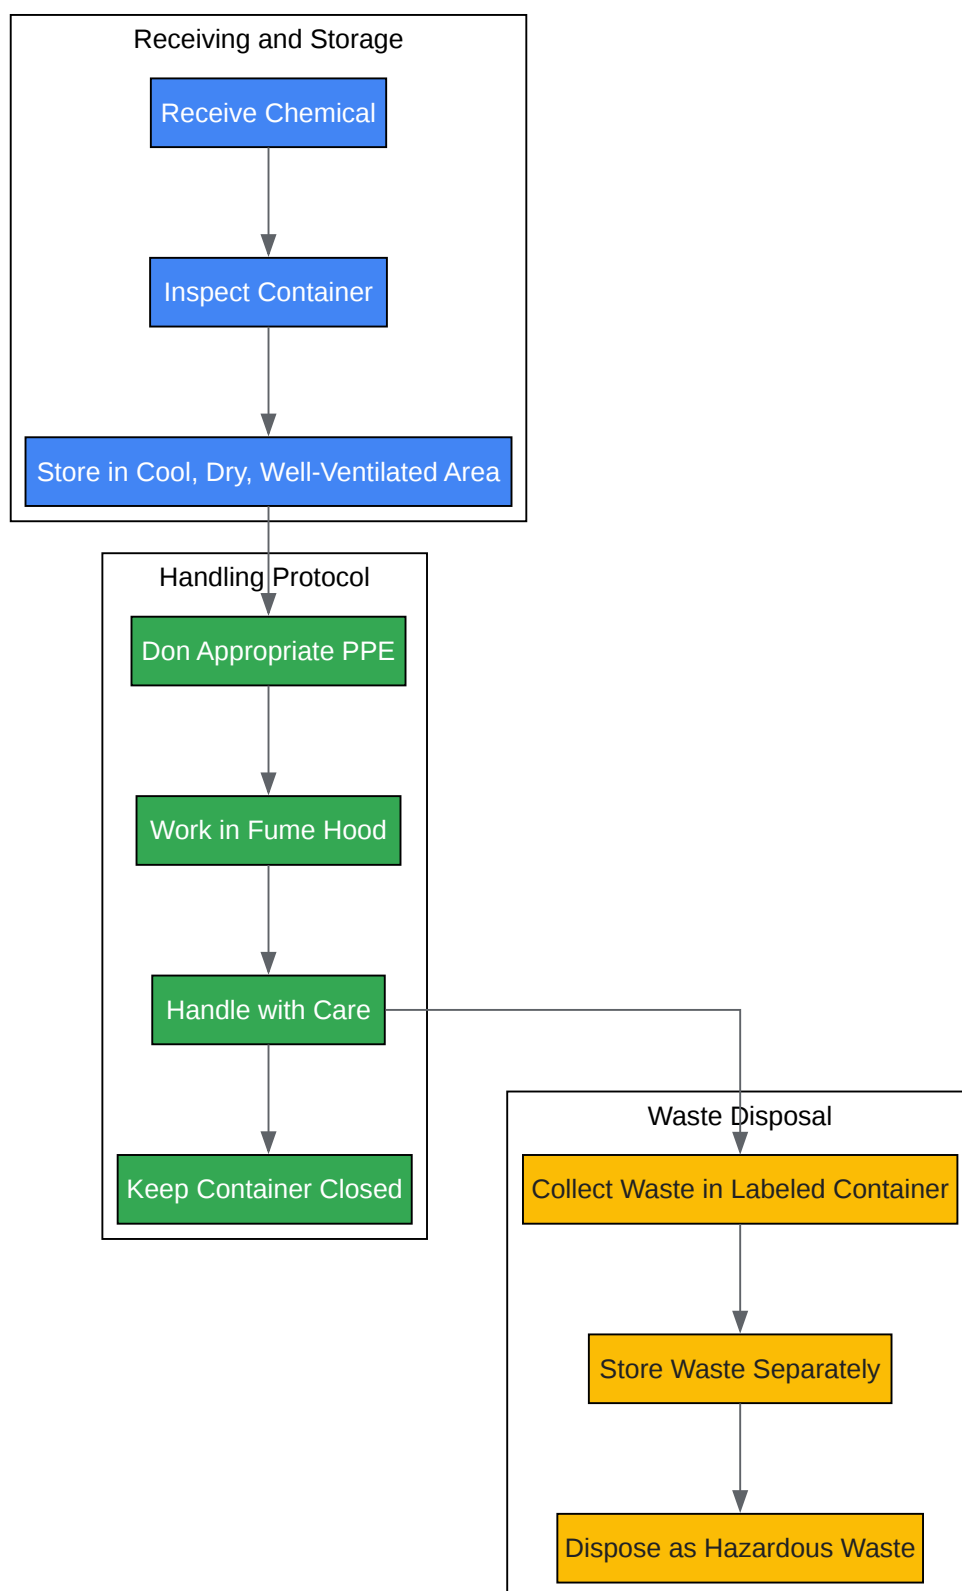 Receiving and Storage
Receive Chemical
Inspect Container
Store in Cool, Dry, Well-Ventilated Area
Handling Protocol
Don Appropriate PPE
Work in Fume Hood
Handle with Care
Keep Container Closed
Waste Disposal
Collect Waste in Labeled Container
Store Waste Separately
Dispose as Hazardous Waste